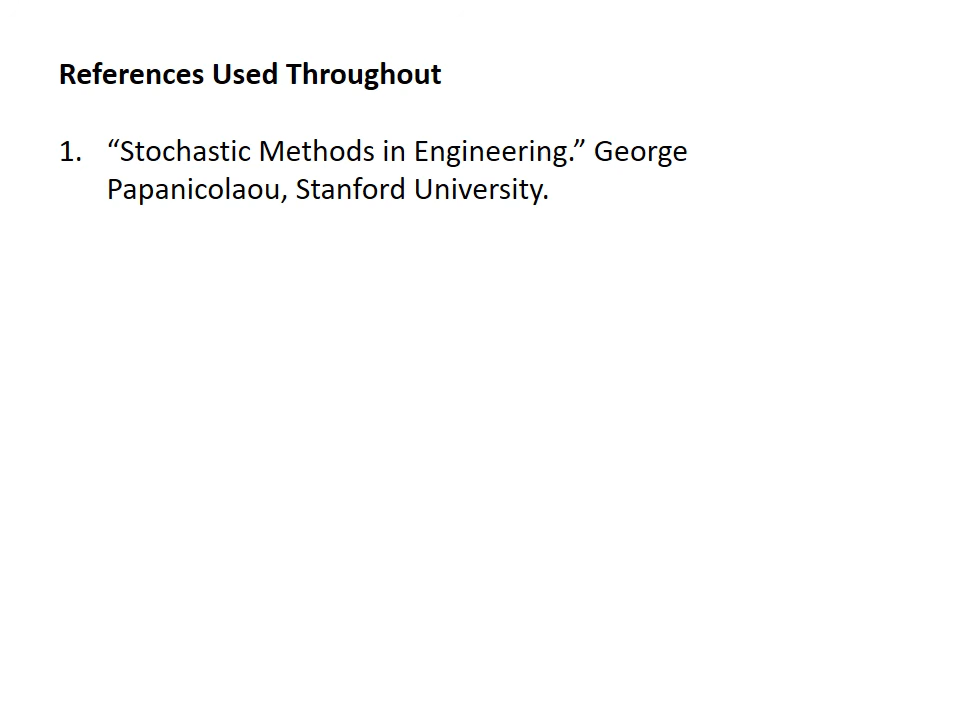 References Used Throughout
1. “Stochastic Methods in Engineering.” George
Papanicolaou, Stanford University.